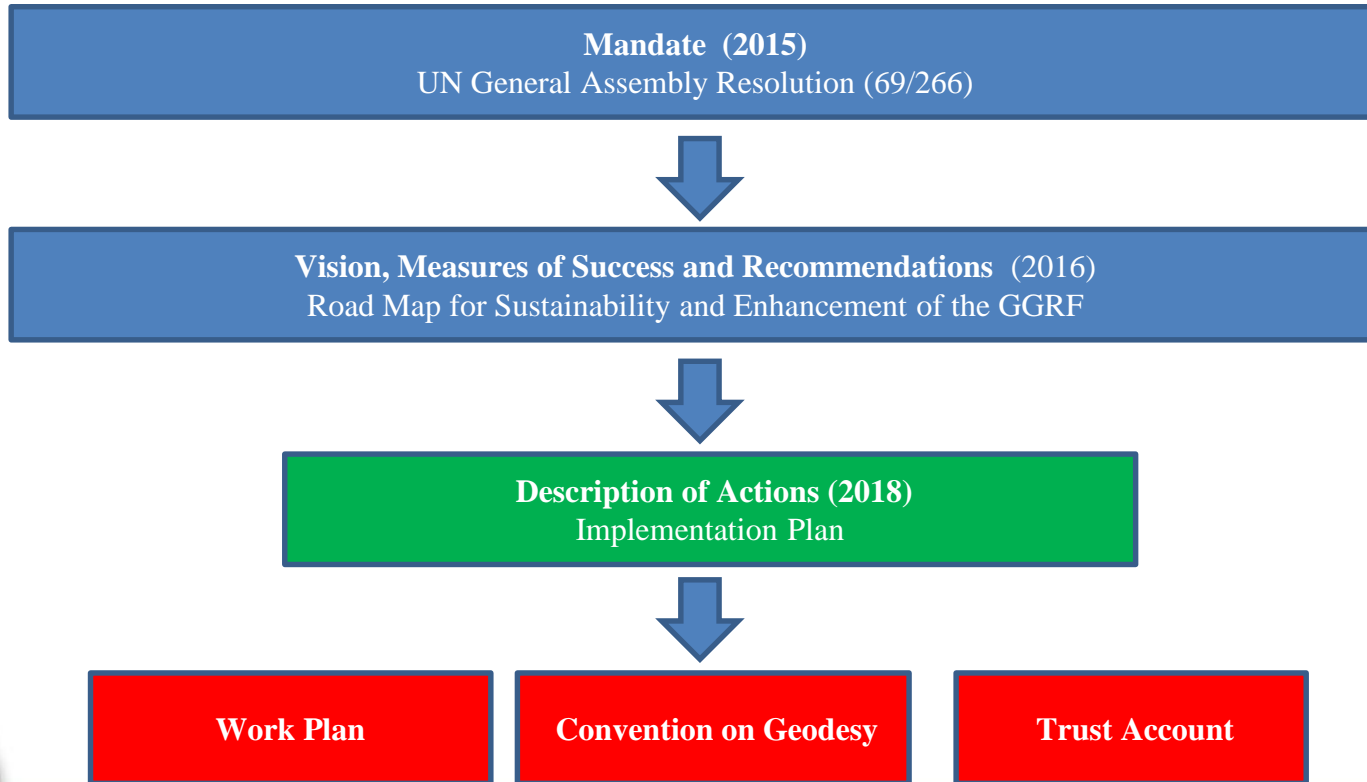 Mandate (2015)
UN General Assembly Resolution (69/266)
Vision, Measures of Success and Recommendations (2016)
Road Map for Sustainability and Enhancement of the GGRF
Description of Actions (2018)
Implementation Plan
Work Plan
Convention on Geodesy
Trust Account